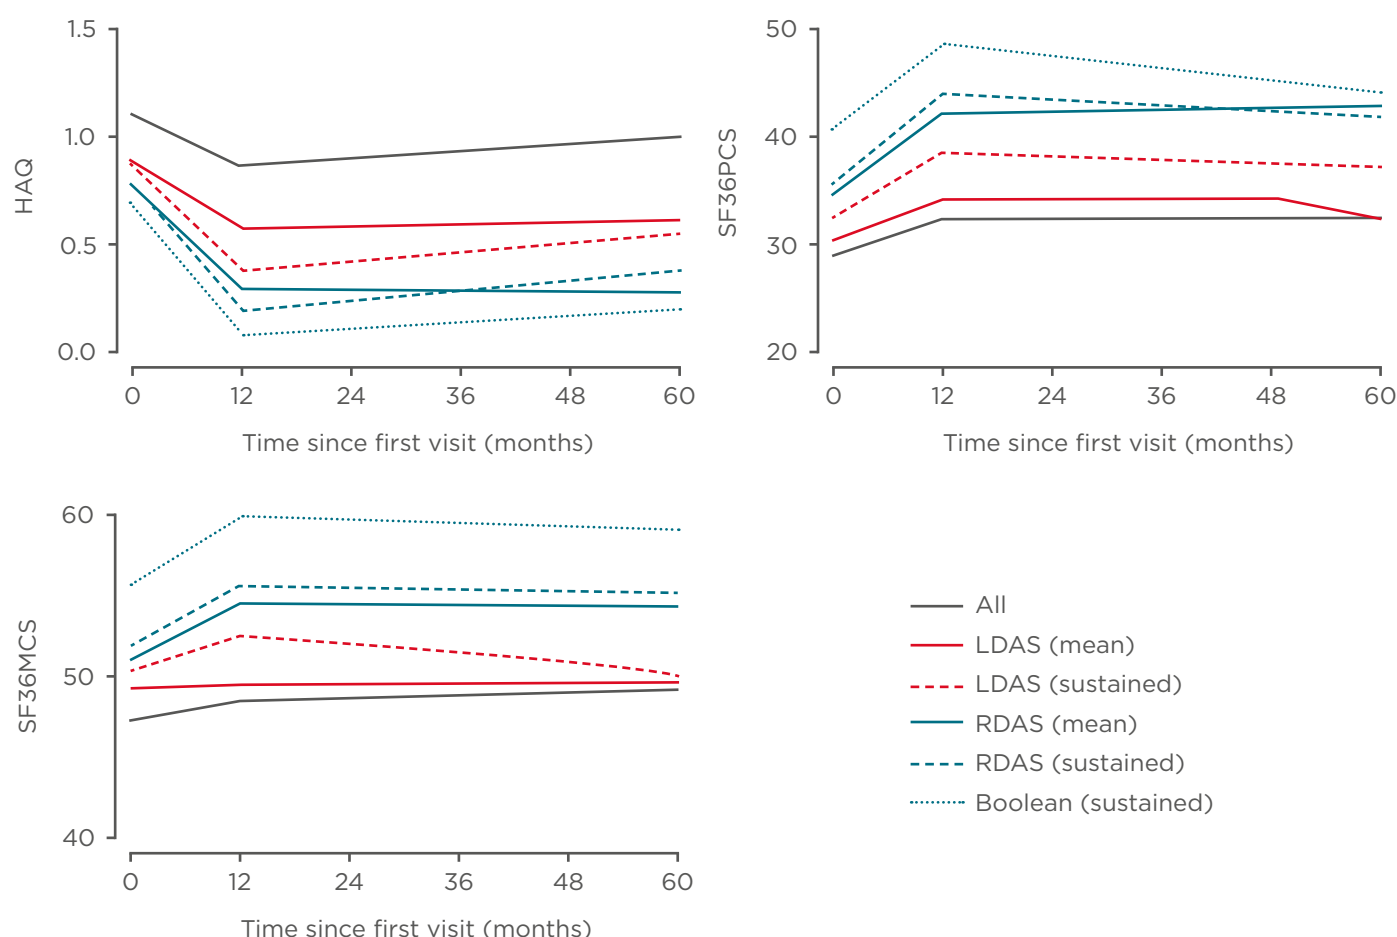 HAQ
1.5
1.0
0.5
0.0
0 12 24 36 48 60
Time since first visit (months)
SF36PCS
50
40
30
20
0 12 24 36 48 60
Time since first visit (months)
SF36MCS
60
50
40
0 12 24 36 48 60
Time since first visit (months)
All
LDAS (mean)
LDAS (sustained)
RDAS (mean)
RDAS (sustained)
Boolean (sustained)